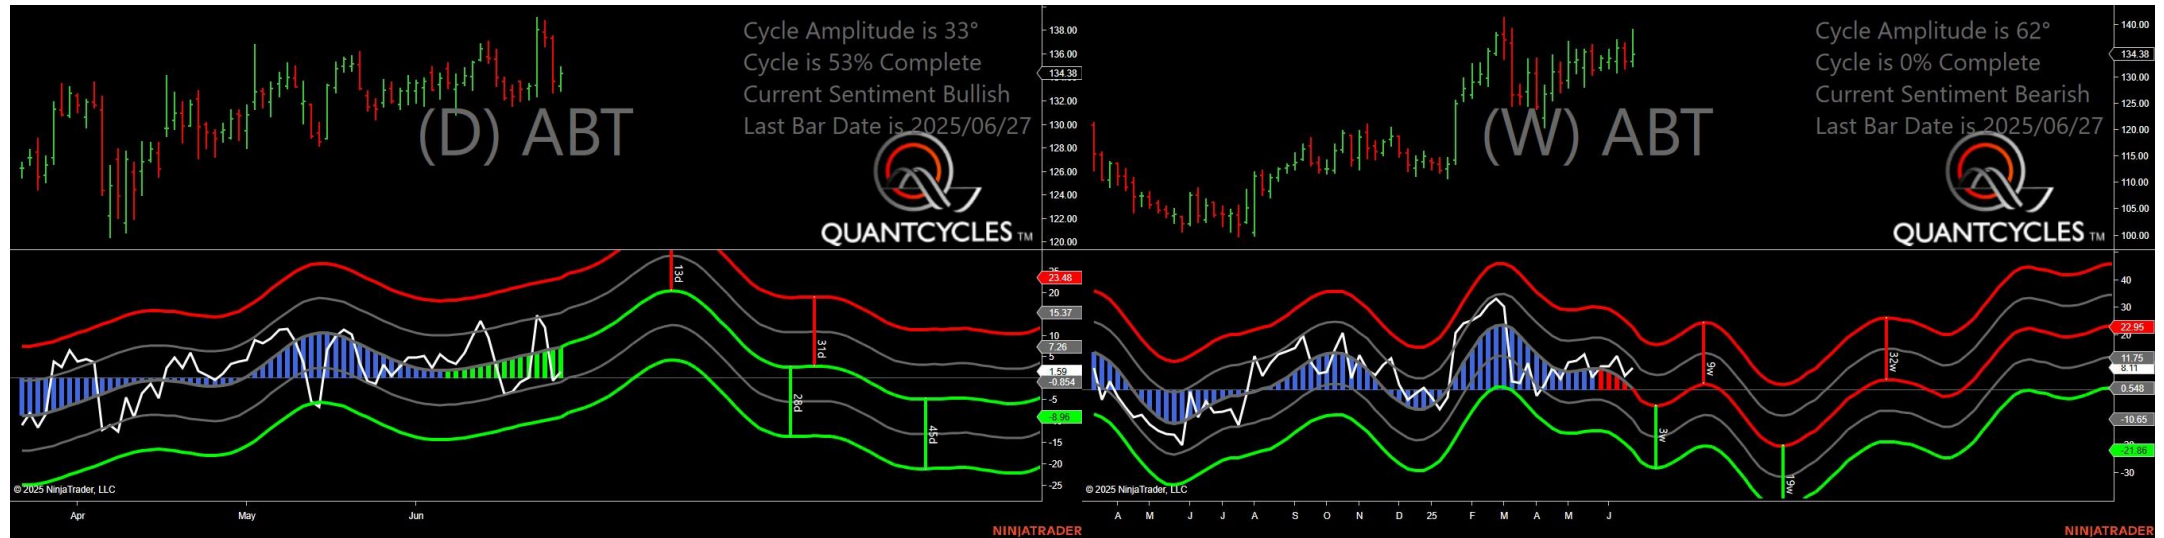 Cycle Amplitude is 33°
Cycle is 53% Complete
Current Sentiment Bullish
Last Bar Date is 2025/06/27
(D) ABT
QUANTCYCLES TM
138.00
136.00
134.38
132.00
130.00
128.00
126.00
124.00
122.00
120.00
13d
31d
28d
45d
23.48
20
15.37
10
7.26
5
1.59
-0.854
-5
-8.96
-15
-20
-25
© 2025 NinjaTrader, LLC
Apr
May
Jun
NINJATRADER
Cycle Amplitude is 62°
Cycle is 0% Complete
Current Sentiment Bearish
Last Bar Date is 2025/06/27
(W) ABT
QUANTCYCLES TM
140.00
134.38
130.00
125.00
120.00
115.00
110.00
105.00
100.00
9w
32w
3w
19w
40
30
22.95
20
11.75
8.11
0.548
-10.65
-21.86
-30
© 2025 NinjaTrader, LLC
A M J J A S O N D 25 F M A M J
NINJATRADER